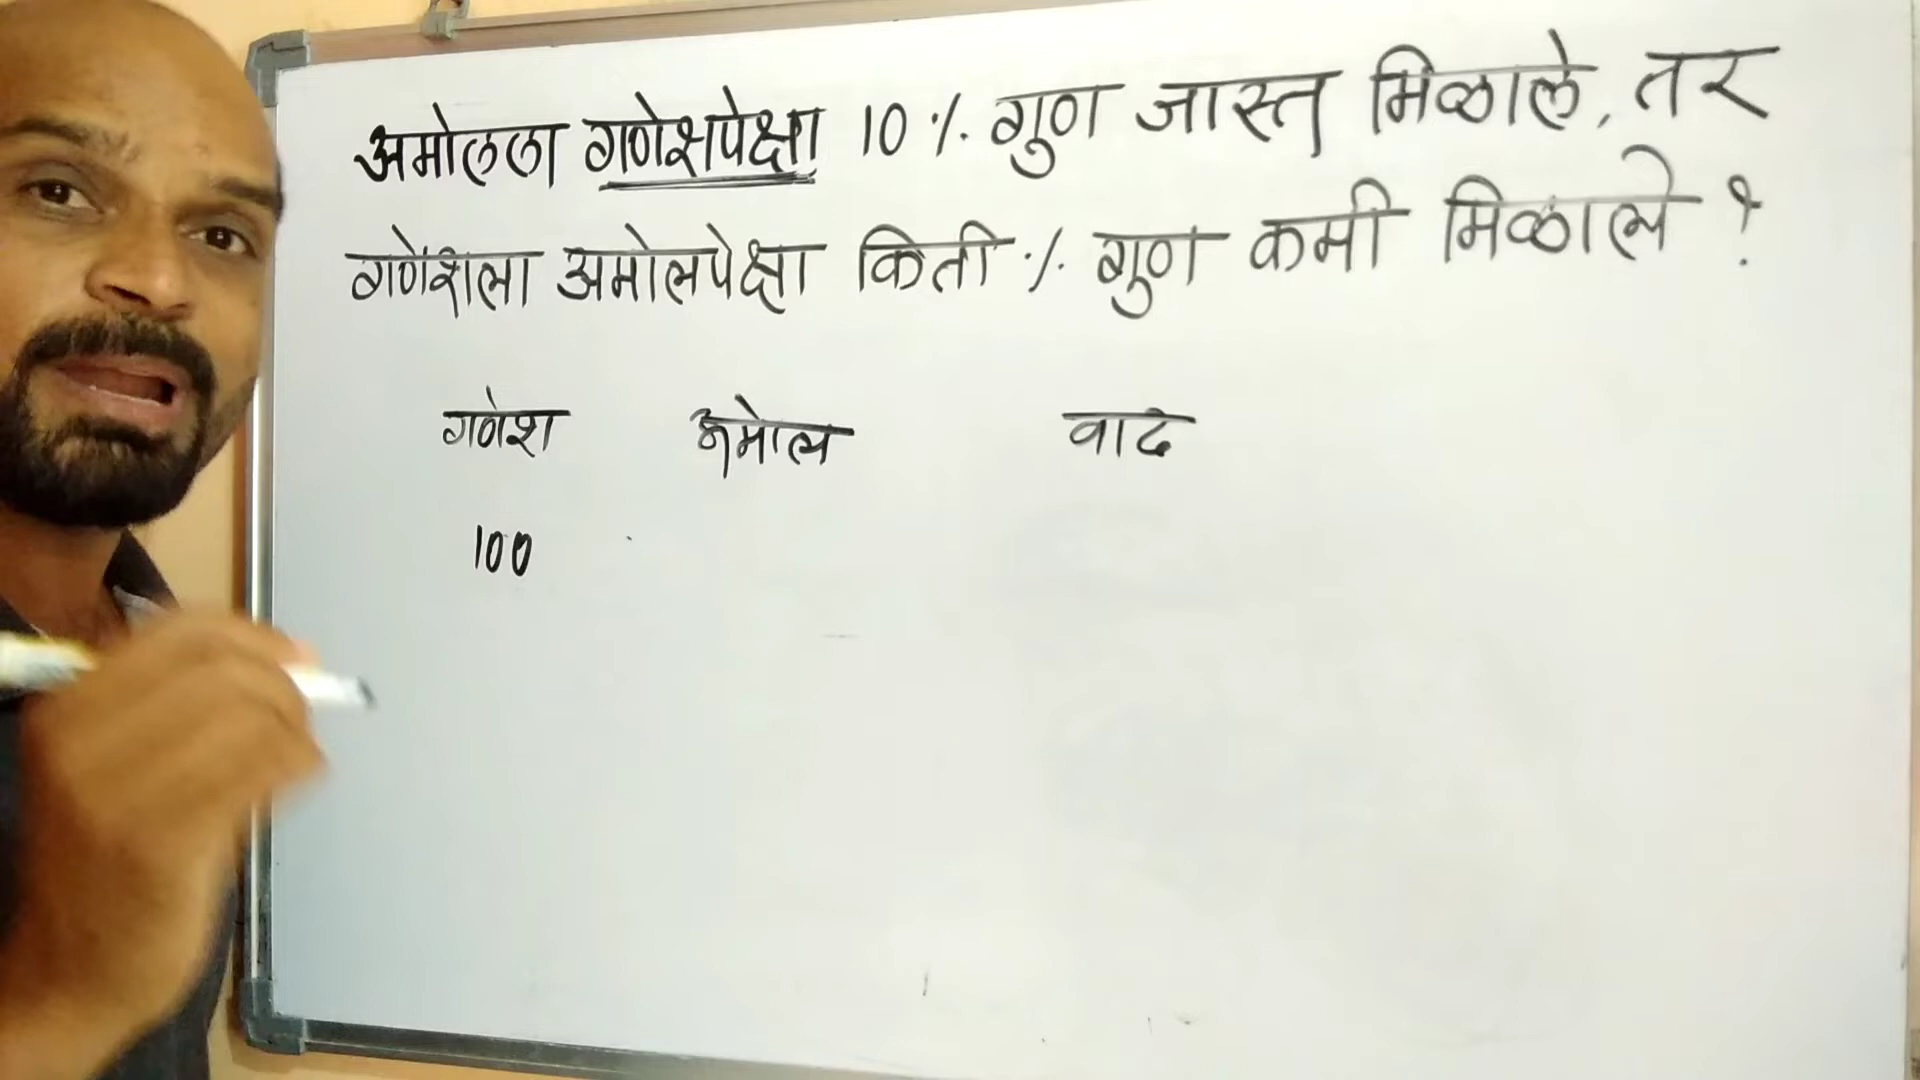 अमोलला गणेशपेक्षा 10 % गुण जास्त मिळाले, तर
गणेशला अमोलपेक्षा किती % गुण कमी मिळाले ?
गणेश अमोल वाढ
100